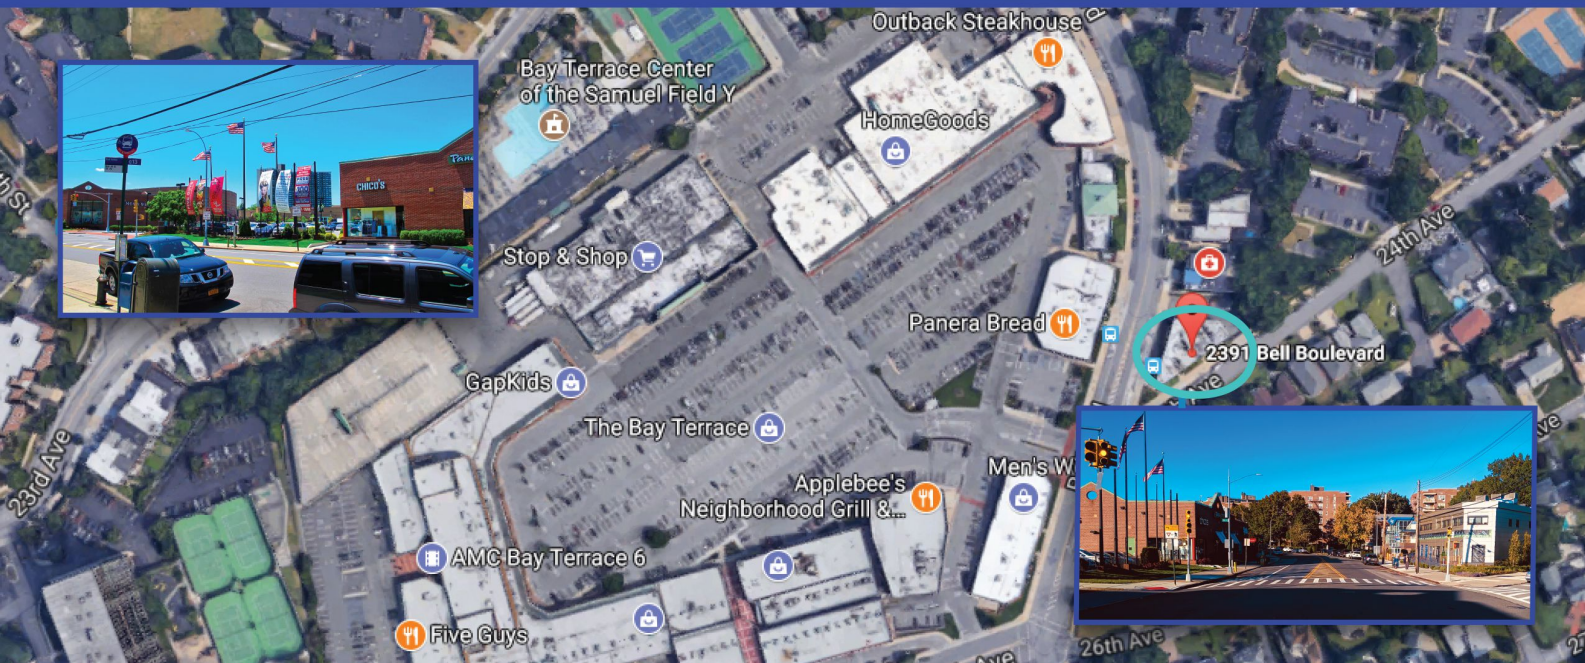 Outback Steakhouse
Bay Terrace Center
of the Samuel Field Y
HomeGoods
CHICO'S
Stop & Shop
24th Ave
Panera Bread
2391 Bell Boulevard
GapKids
Ave
The Bay Terrace
23rd Ave
Men's W
Applebee's
Neighborhood Grill &...
AMC Bay Terrace 6
Five Guys
26th Ave
Ave